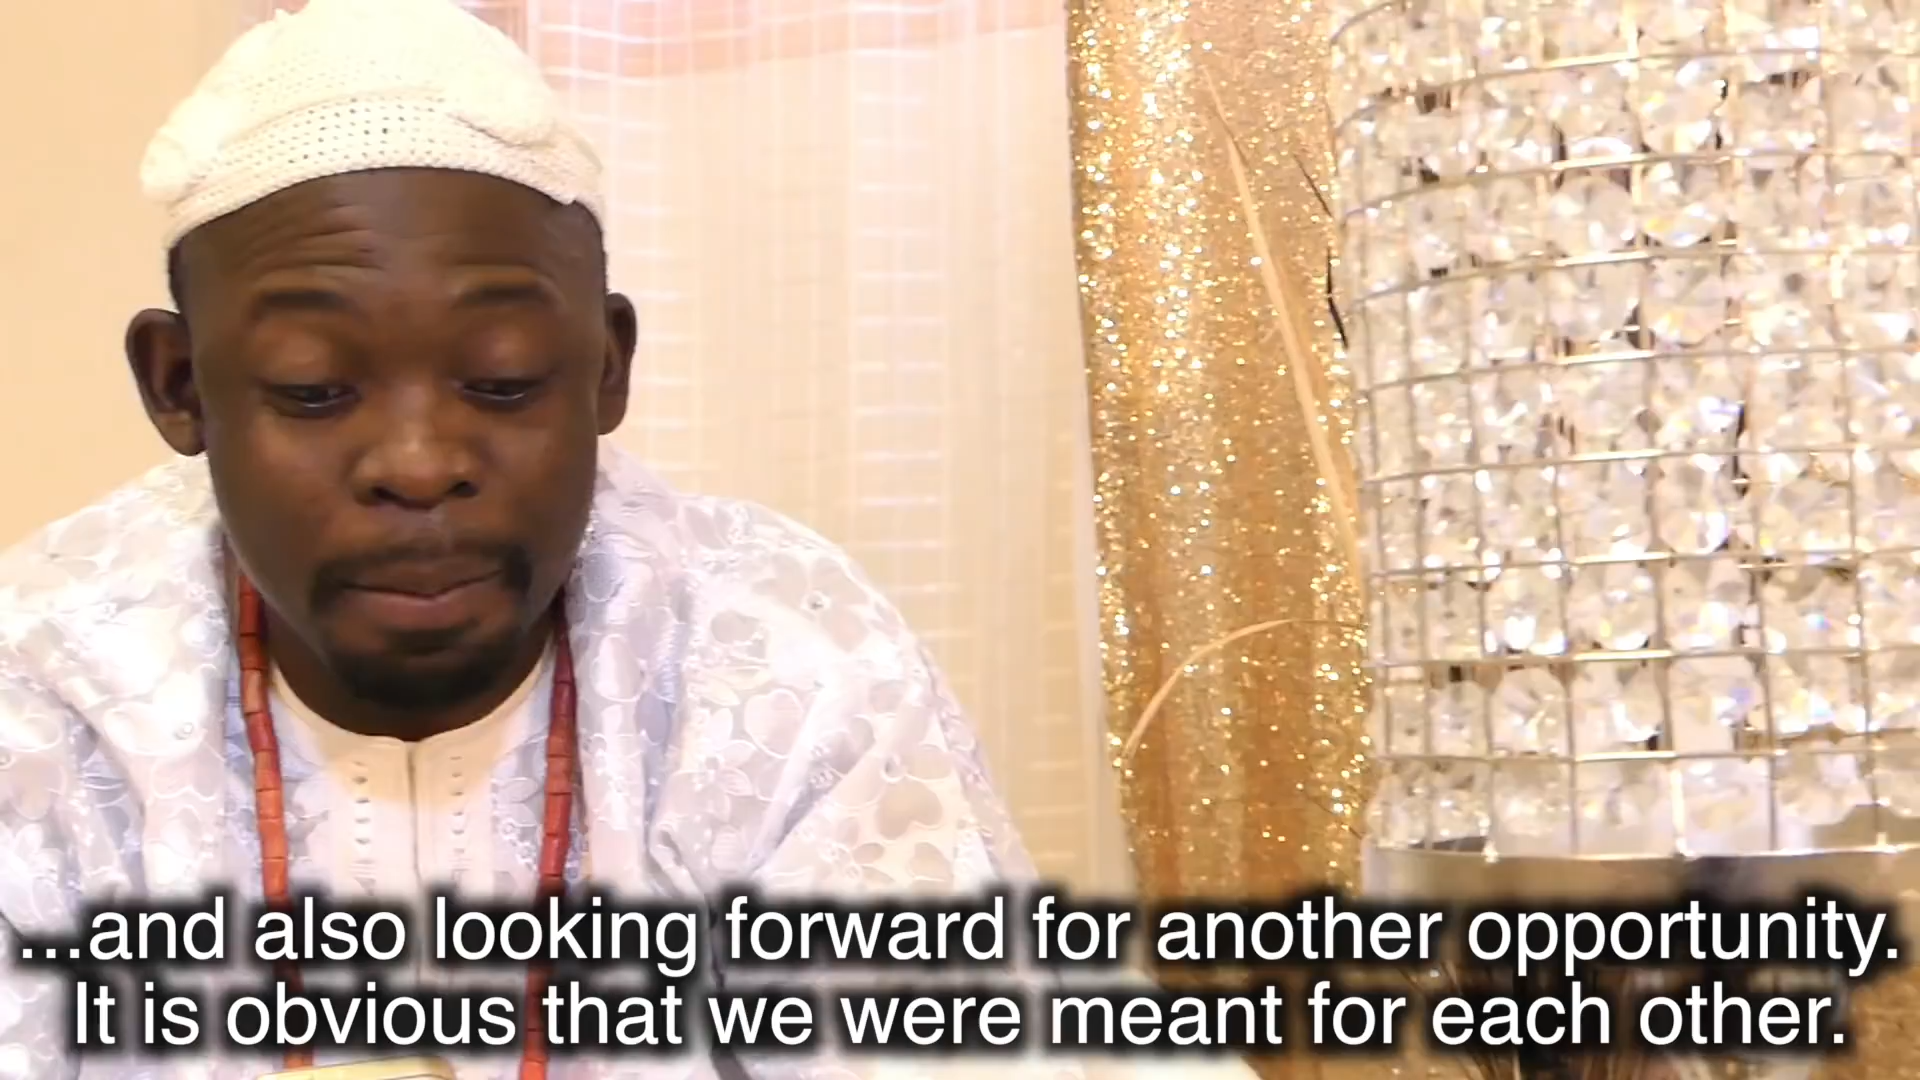 ...and also looking forward for another opportunity.
It is obvious that we were meant for each other.